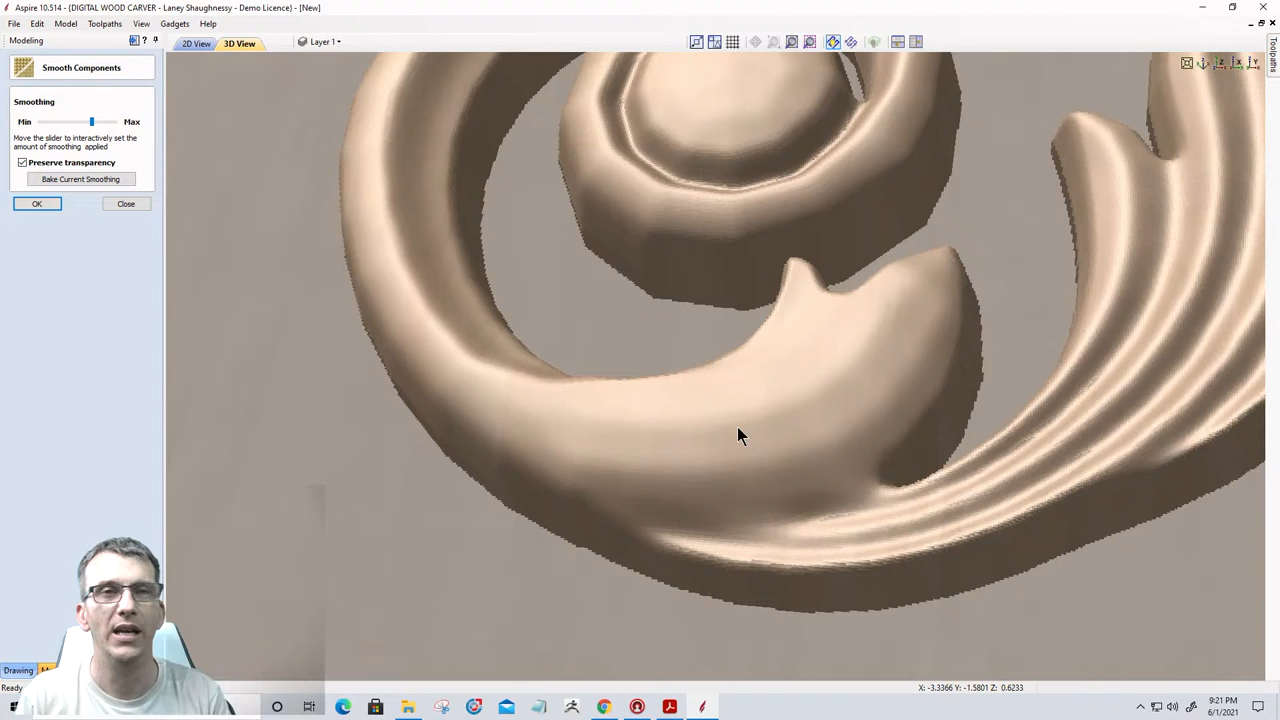 Aspire 10.514 - {DIGITAL WOOD CARVER - Laney Shaughnessy - Demo Licence} - [New]
File Edit Model Toolpaths View Gadgets Help
Modeling
2D View 3D View Layer 1
Toolpaths
Smooth Components
Smoothing
Min Max
Move the slider to interactively set the
amount of smoothing applied
Preserve transparency
Bake Current Smoothing
OK Close
Drawing
Ready
X: -3.3366 Y: -1.5801 Z: 0.6233
9:21 PM
6/1/2021